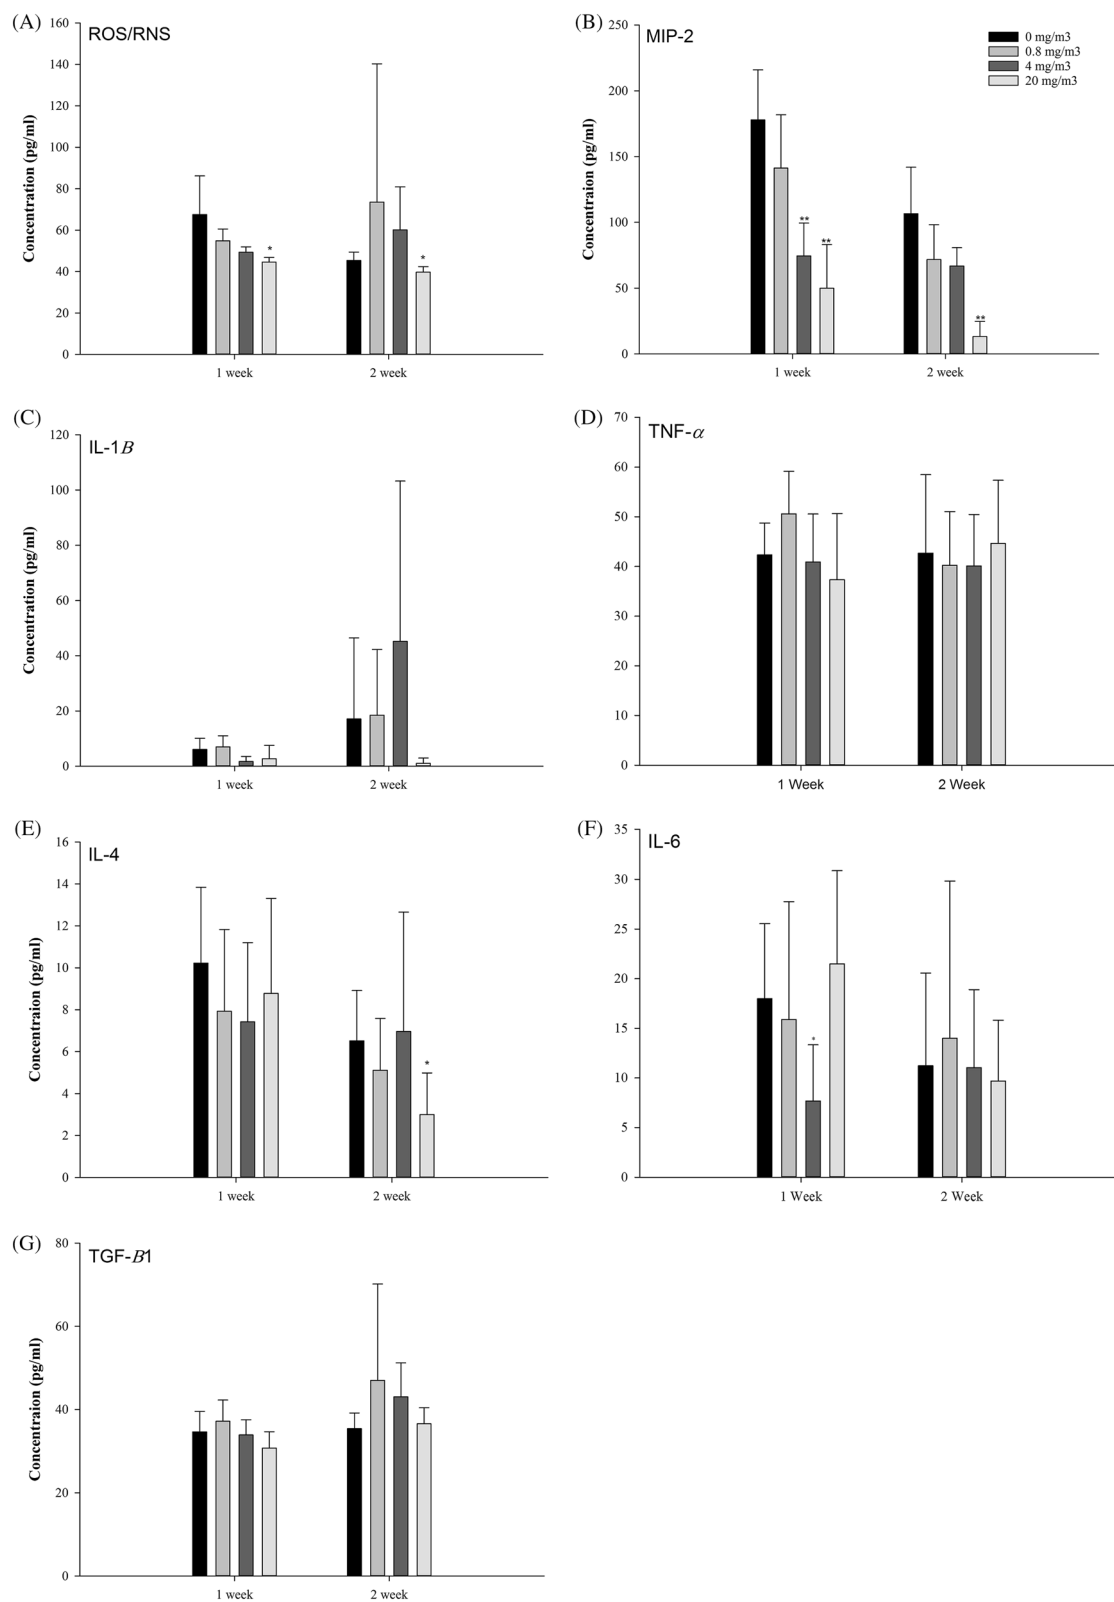 (A)
ROS/RNS
Concentration (pg/ml)
160
140
120
100
80
60
40
20
0
*
*
1 week
2 week
(B)
MIP-2
0 mg/m3
0.8 mg/m3
4 mg/m3
20 mg/m3
Concentraion (pg/ml)
250
200
150
100
50
0
**
**
**
1 week
2 week
(C)
IL-1B
Concentration (pg/ml)
120
100
80
60
40
20
0
1 week
2 week
(D)
TNF-α
70
60
50
40
30
20
10
0
1 Week
2 Week
(E)
IL-4
Concentraion (pg/ml)
16
14
12
10
8
6
4
2
0
*
1 week
2 week
(F)
IL-6
35
30
25
20
15
10
5
0
*
1 Week
2 Week
(G)
TGF-B1
Concentraion (pg/ml)
80
60
40
20
0
1 week
2 week